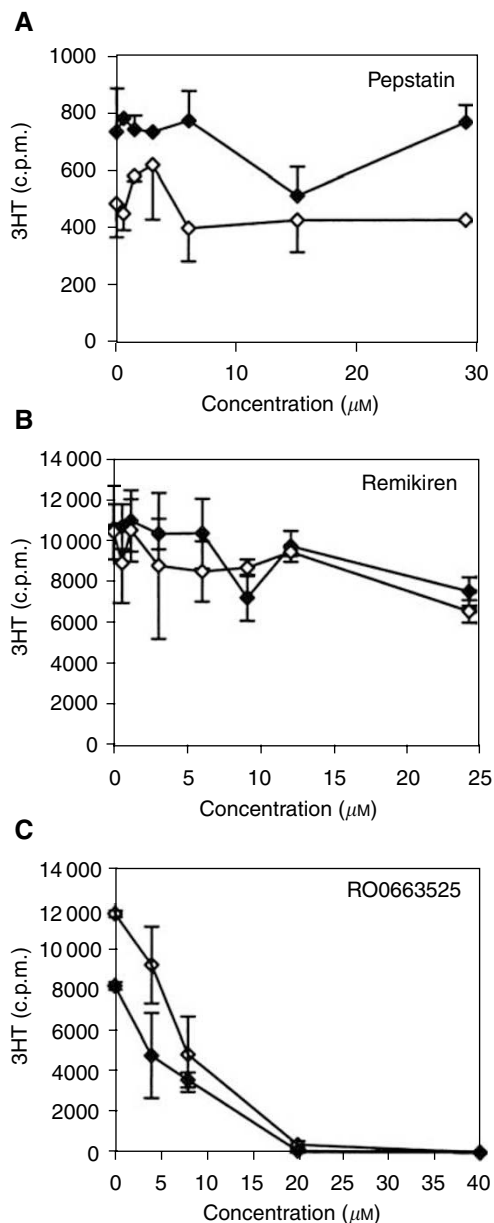 A
Pepstatin
3HT (c.p.m.)
1000
800
600
400
200
0
0 10 20 30
Concentration (µM)
B
Remikiren
3HT (c.p.m.)
14 000
12 000
10 000
8000
6000
4000
2000
0
0 5 10 15 20 25
Concentration (µM)
C
RO0663525
3HT (c.p.m.)
14 000
12 000
10 000
8000
6000
4000
2000
0
0 5 10 15 20 25 30 35 40
Concentration (µM)